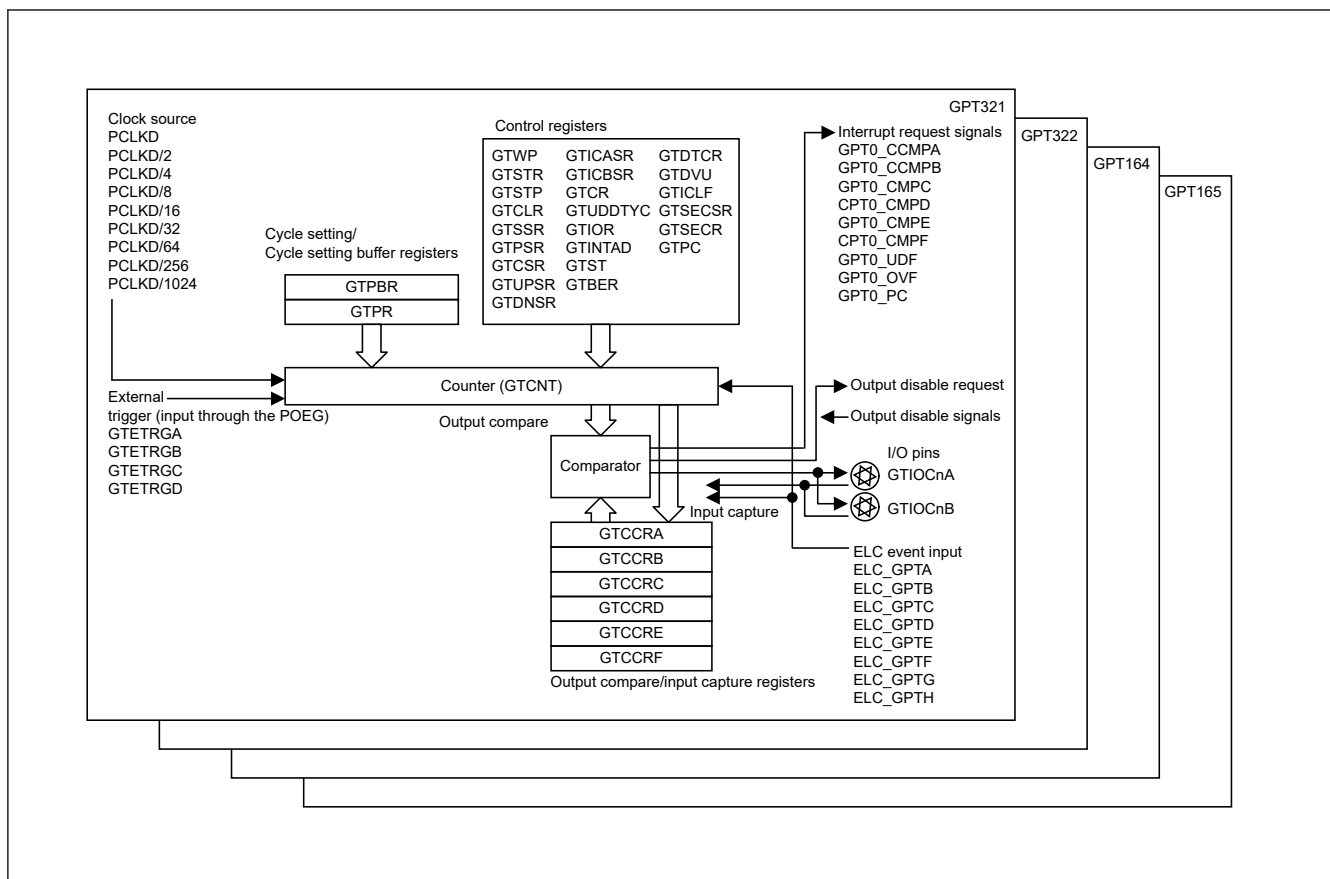 GPT321
GPT322
GPT164
GPT165
Clock source
PCLKD
PCLKD/2
PCLKD/4
PCLKD/8
PCLKD/16
PCLKD/32
PCLKD/64
PCLKD/256
PCLKD/1024
Cycle setting/
Cycle setting buffer registers
GTPBR
GTPR
Control registers
GTWP GTICASR GTDTCR
GTSTR GTICBSR GTDVU
GTSTP GTCR GTICLF
GTCLR GTUDDTYC GTSECSR
GTSSR GTIOR GTSECR
GTPSR GTINTAD GTPC
GTCSR GTST
GTUPSR GTBER
GTDNSR
Interrupt request signals
GPT0_CCMPA
GPT0_CCMPB
GPT0_CMPC
CPT0_CMPD
GPT0_CMPE
CPT0_CMPF
GPT0_UDF
GPT0_OVF
GPT0_PC
Counter (GTCNT)
External
trigger (input through the POEG)
GTETRGA
GTETRGB
GTETRGC
GTETRGD
Output compare
Comparator
Output disable request
Output disable signals
I/O pins
GTIOCnA
GTIOCnB
Input capture
GTCCRA
GTCCRB
GTCCRC
GTCCRD
GTCCRE
GTCCRF
Output compare/input capture registers
ELC event input
ELC_GPTA
ELC_GPTB
ELC_GPTC
ELC_GPTD
ELC_GPTE
ELC_GPTF
ELC_GPTG
ELC_GPTH